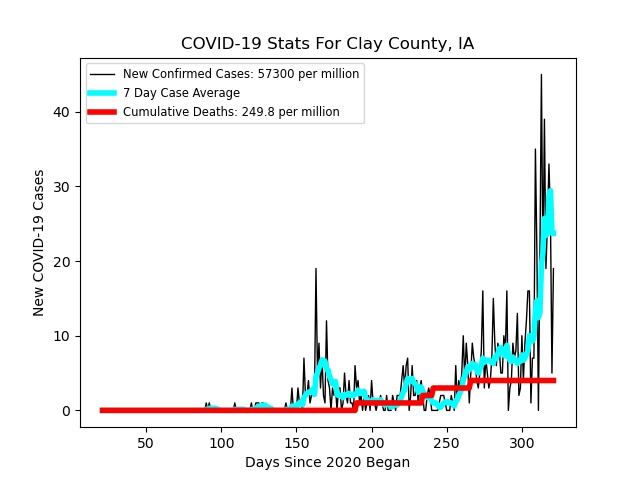 COVID-19 Stats For Clay County, IA
New Confirmed Cases: 57300 per million
7 Day Case Average
Cumulative Deaths: 249.8 per million
New COVID-19 Cases
40
30
20
10
0
50 100 150 200 250 300
Days Since 2020 Began